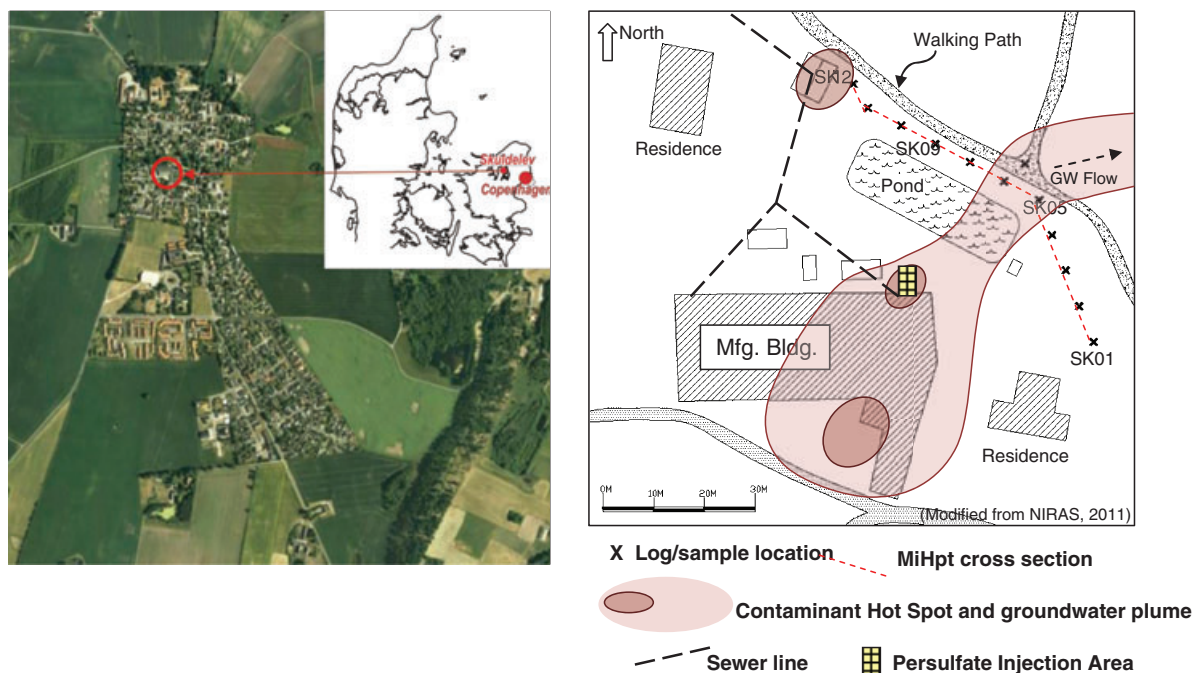 Skuldelev
Copenhagen
North
Walking Path
SK12
Residence
SK09
Pond
GW Flow
SK05
Mfg. Bldg.
SK01
Residence
0M 10M 20M 30M
(Modified from NIRAS, 2011)
X Log/sample location
MiHpt cross section
Contaminant Hot Spot and groundwater plume
Sewer line
Persulfate Injection Area